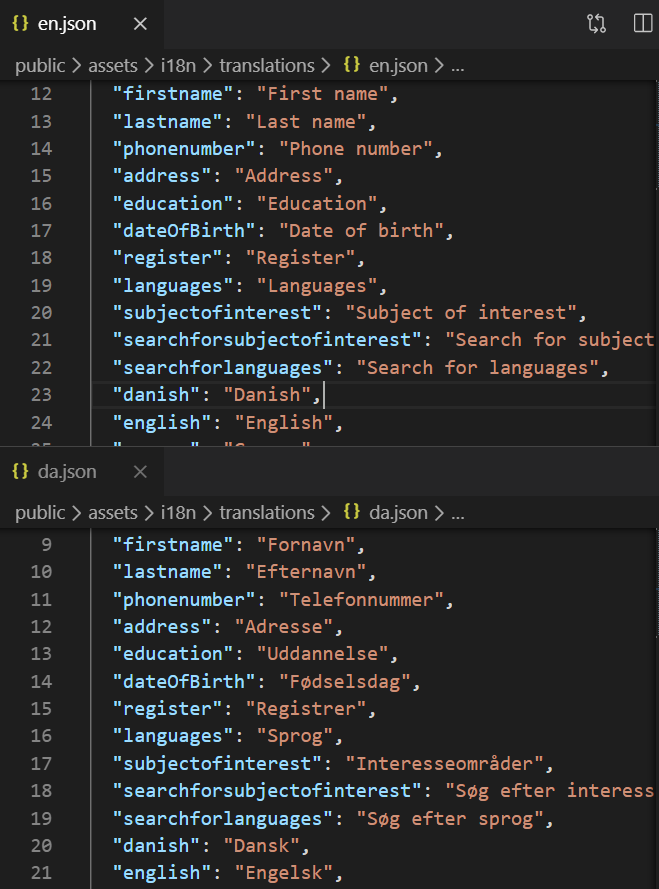 {} en.json
public > assets > i18n > translations > {} en.json > ...
12 "firstname": "First name",
13 "lastname": "Last name",
14 "phonenumber": "Phone number",
15 "address": "Address",
16 "education": "Education",
17 "dateOfBirth": "Date of birth",
18 "register": "Register",
19 "languages": "Languages",
20 "subjectofinterest": "Subject of interest",
21 "searchforsubjectofinterest": "Search for subject
22 "searchforlanguages": "Search for languages",
23 "danish": "Danish",
24 "english": "English",
{} da.json
public > assets > i18n > translations > {} da.json > ...
9 "firstname": "Fornavn",
10 "lastname": "Efternavn",
11 "phonenumber": "Telefonnummer",
12 "address": "Adresse",
13 "education": "Uddannelse",
14 "dateOfBirth": "Fødselsdag",
15 "register": "Registrer",
16 "languages": "Sprog",
17 "subjectofinterest": "Interesseområder",
18 "searchforsubjectofinterest": "Søg efter interess
19 "searchforlanguages": "Søg efter sprog",
20 "danish": "Dansk",
21 "english": "Engelsk",